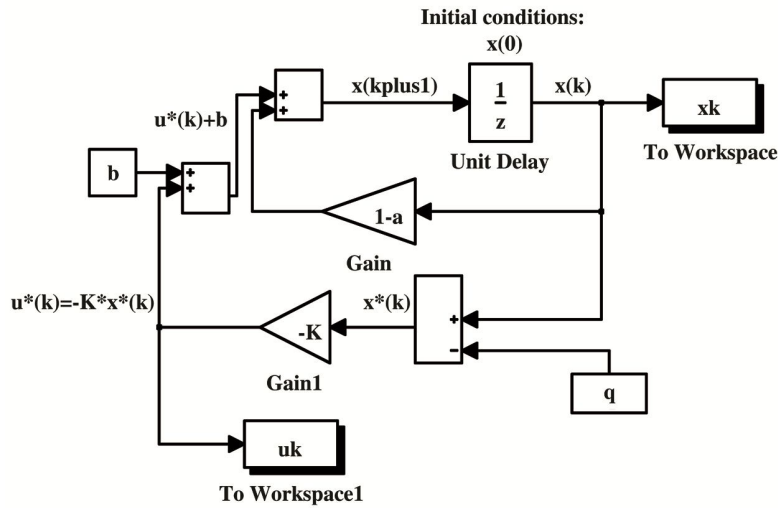 Initial conditions:
x(0)
x(kplus1)
1
z
x(k)
xk
u*(k)+b
Unit Delay
To Workspace
b
1-a
Gain
u*(k)=-K*x*(k)
x*(k)
-K
Gain1
q
uk
To Workspace1